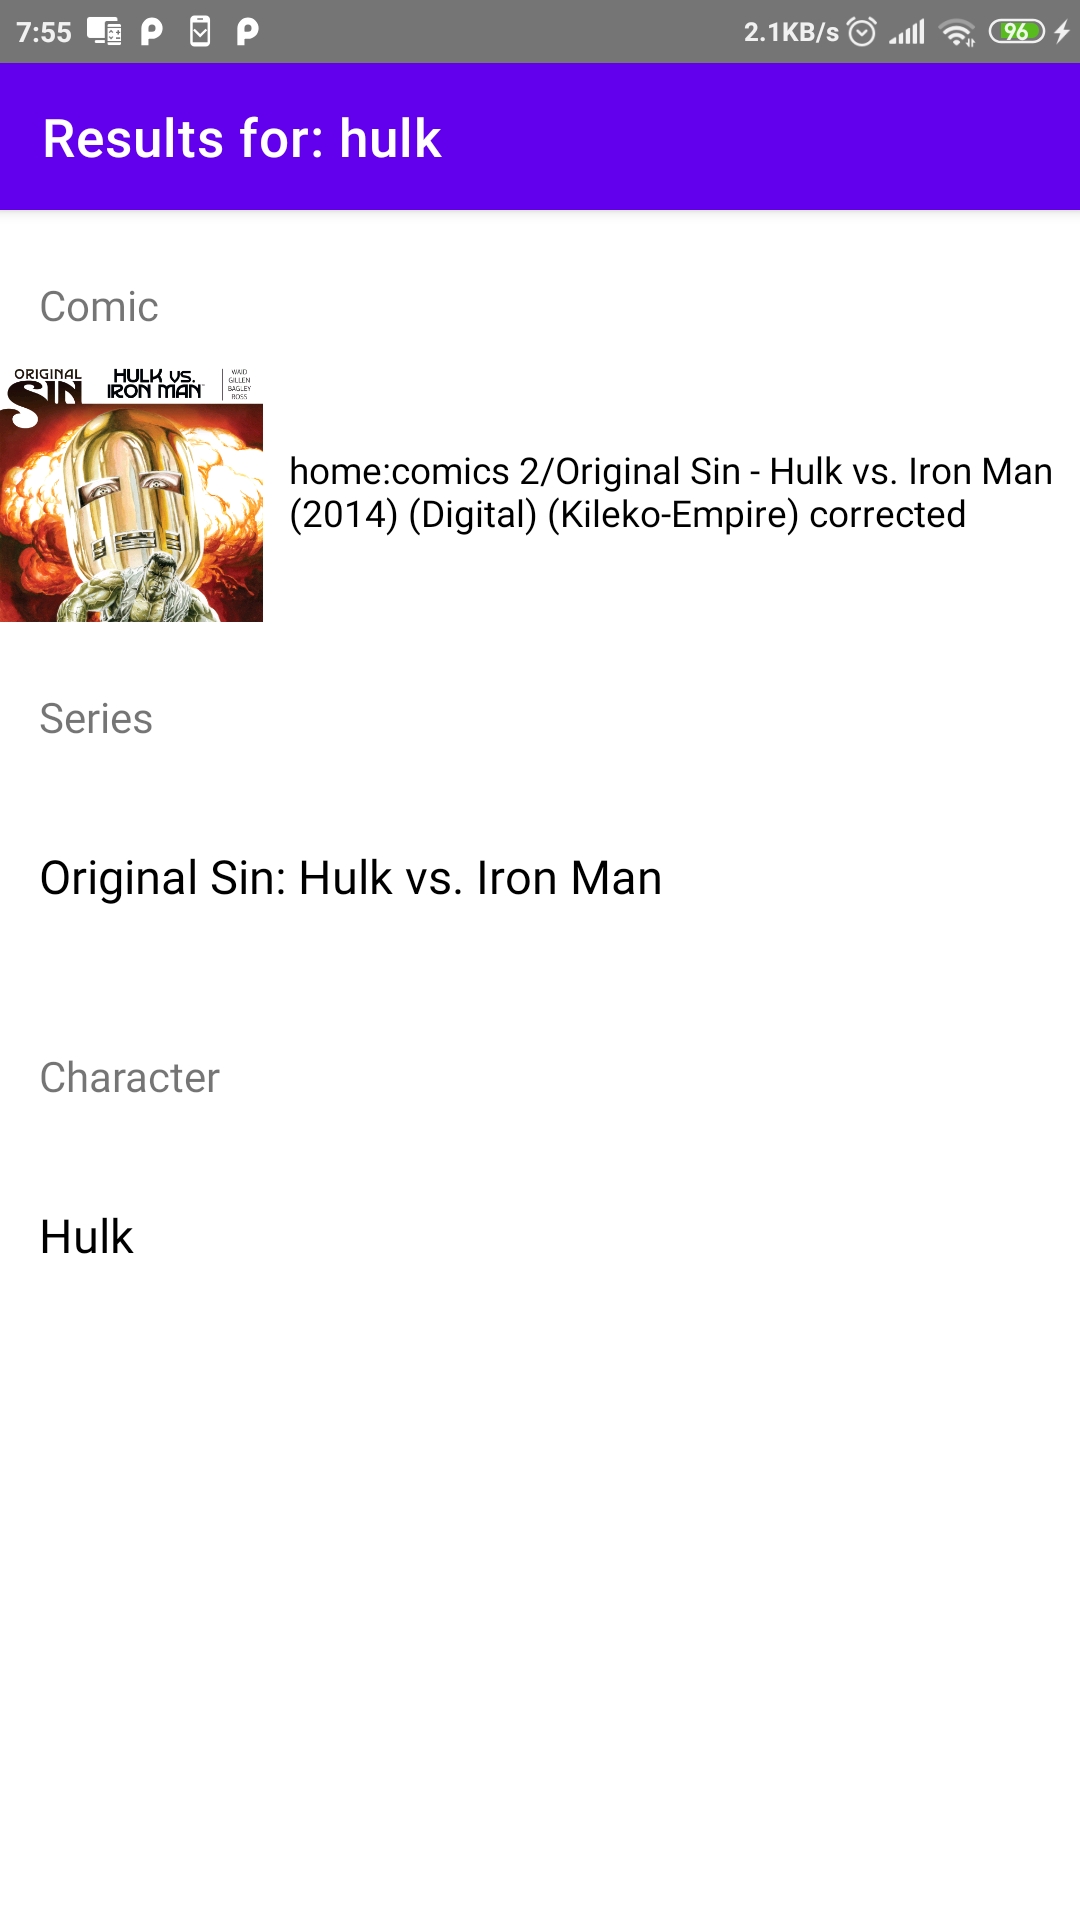 7:55
2.1KB/s
96
Results for: hulk
Comic
ORIGINAL
SIN
HULK VS.
IRON MAN
WAID
GILLEN
BAGLEY
ROSS
home:comics 2/Original Sin - Hulk vs. Iron Man
(2014) (Digital) (Kileko-Empire) corrected
Series
Original Sin: Hulk vs. Iron Man
Character
Hulk